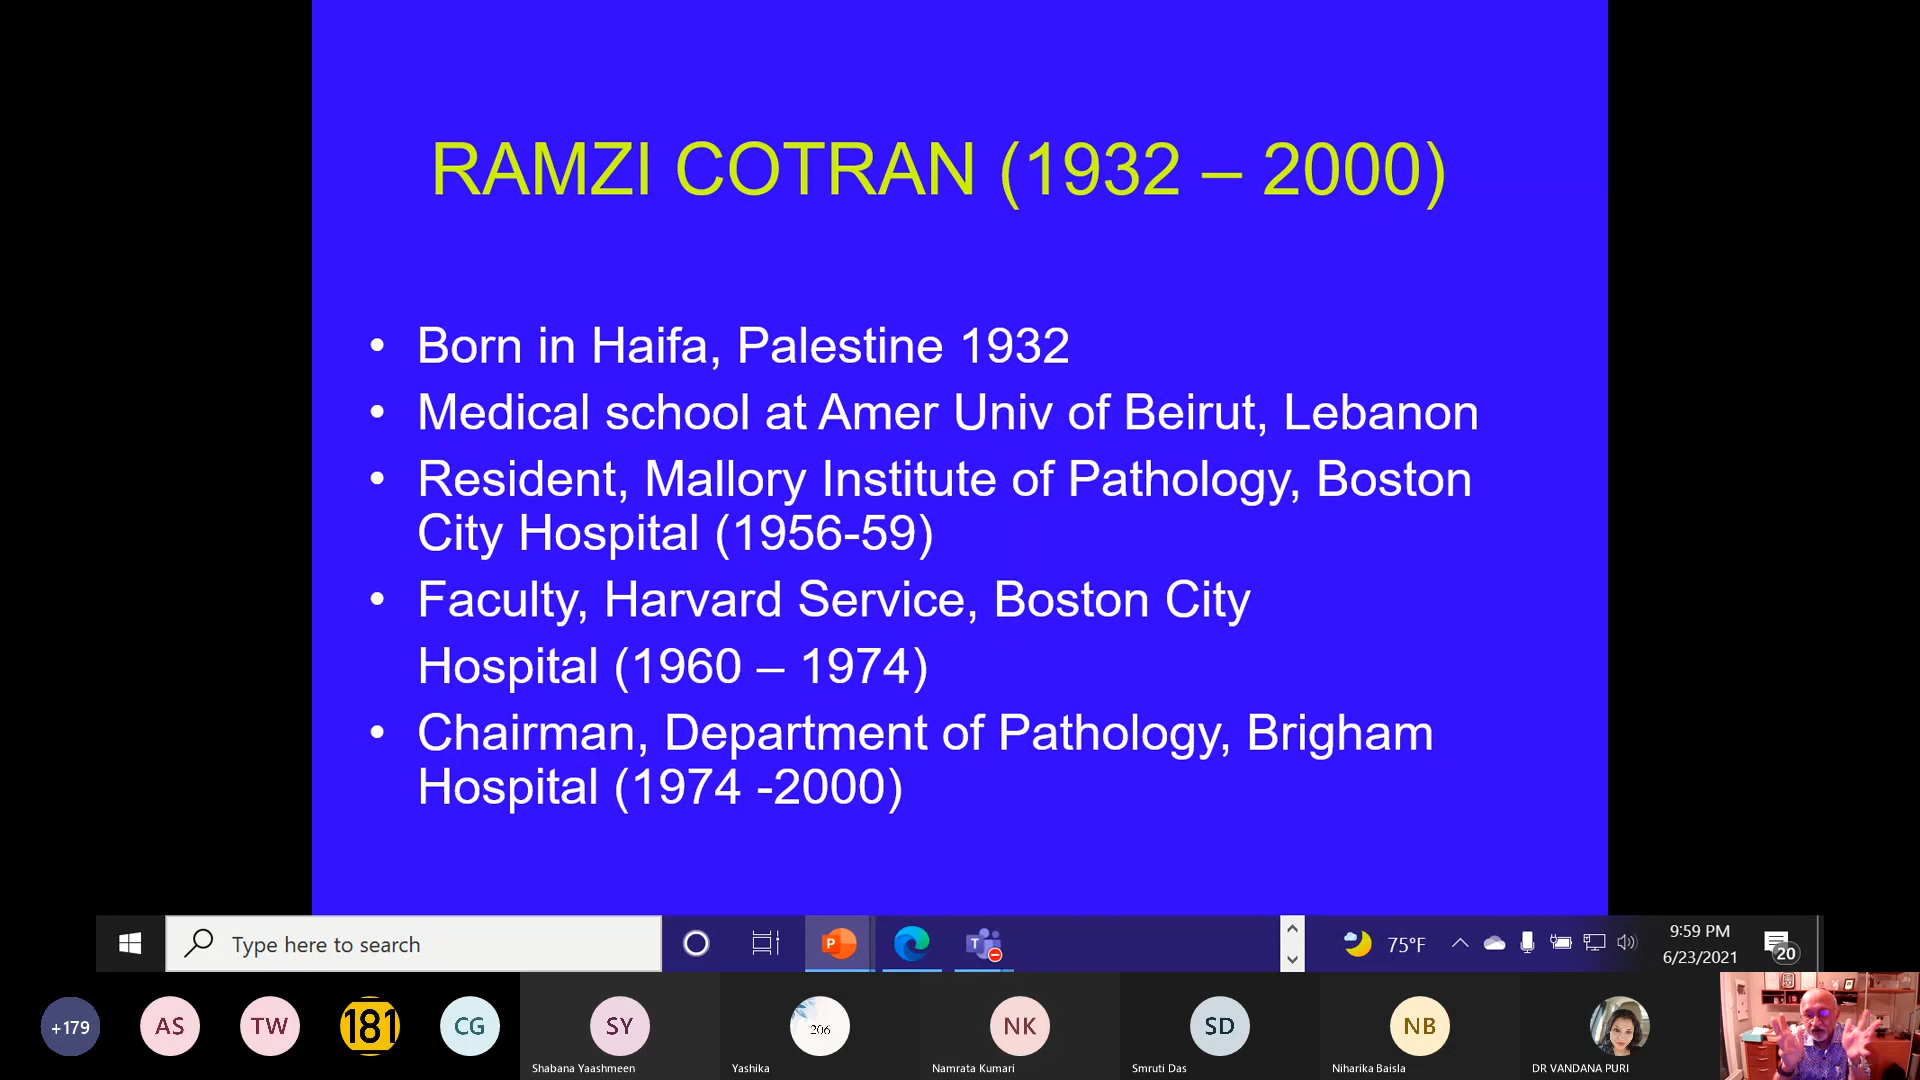 RAMZI COTRAN (1932 – 2000)
• Born in Haifa, Palestine 1932
• Medical school at Amer Univ of Beirut, Lebanon
• Resident, Mallory Institute of Pathology, Boston
City Hospital (1956-59)
• Faculty, Harvard Service, Boston City
Hospital (1960 – 1974)
• Chairman, Department of Pathology, Brigham
Hospital (1974 -2000)
Type here to search
75°F
9:59 PM
6/23/2021
20
+179
AS
TW
181
CG
SY
206
NK
SD
NB
Shabana Yaashmeen
Yashika
Namrata Kumari
Smruti Das
Niharika Baisla
DR VANDANA PURI